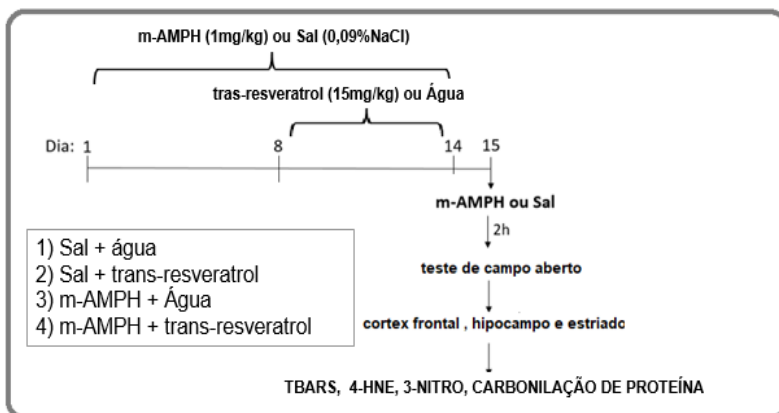 m-AMPH (1mg/kg) ou Sal (0,09%NaCl)
tras-resveratrol (15mg/kg) ou Água
Dia: 1 8 14 15
m-AMPH ou Sal
2h
1) Sal + água
2) Sal + trans-resveratrol
3) m-AMPH + Água
4) m-AMPH + trans-resveratrol
teste de campo aberto
cortex frontal , hipocampo e estriado
TBARS, 4-HNE, 3-NITRO, CARBONILAÇÃO DE PROTEÍNA